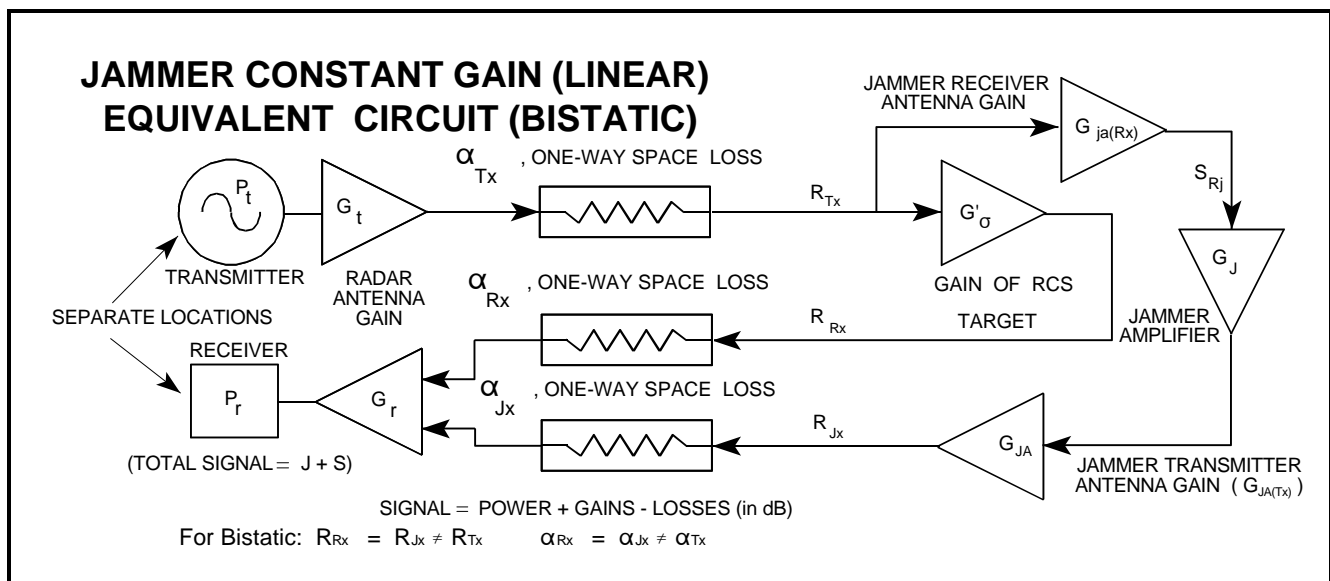 JAMMER CONSTANT GAIN (LINEAR)
EQUIVALENT CIRCUIT (BISTATIC)
JAMMER RECEIVER
ANTENNA GAIN
G ja(Rx)
α Tx , ONE-WAY SPACE LOSS
P t
G t
R Tx
G' σ
S Rj
G J
TRANSMITTER
RADAR
ANTENNA
GAIN
α Rx , ONE-WAY SPACE LOSS
GAIN OF RCS
TARGET
JAMMER
AMPLIFIER
SEPARATE LOCATIONS
R Rx
RECEIVER
P r
G r
α Jx , ONE-WAY SPACE LOSS
R Jx
G JA
(TOTAL SIGNAL = J + S)
JAMMER TRANSMITTER
ANTENNA GAIN ( G JA(Tx) )
SIGNAL = POWER + GAINS - LOSSES (in dB)
For Bistatic: R Rx = R Jx ≠ R Tx α Rx = α Jx ≠ α Tx